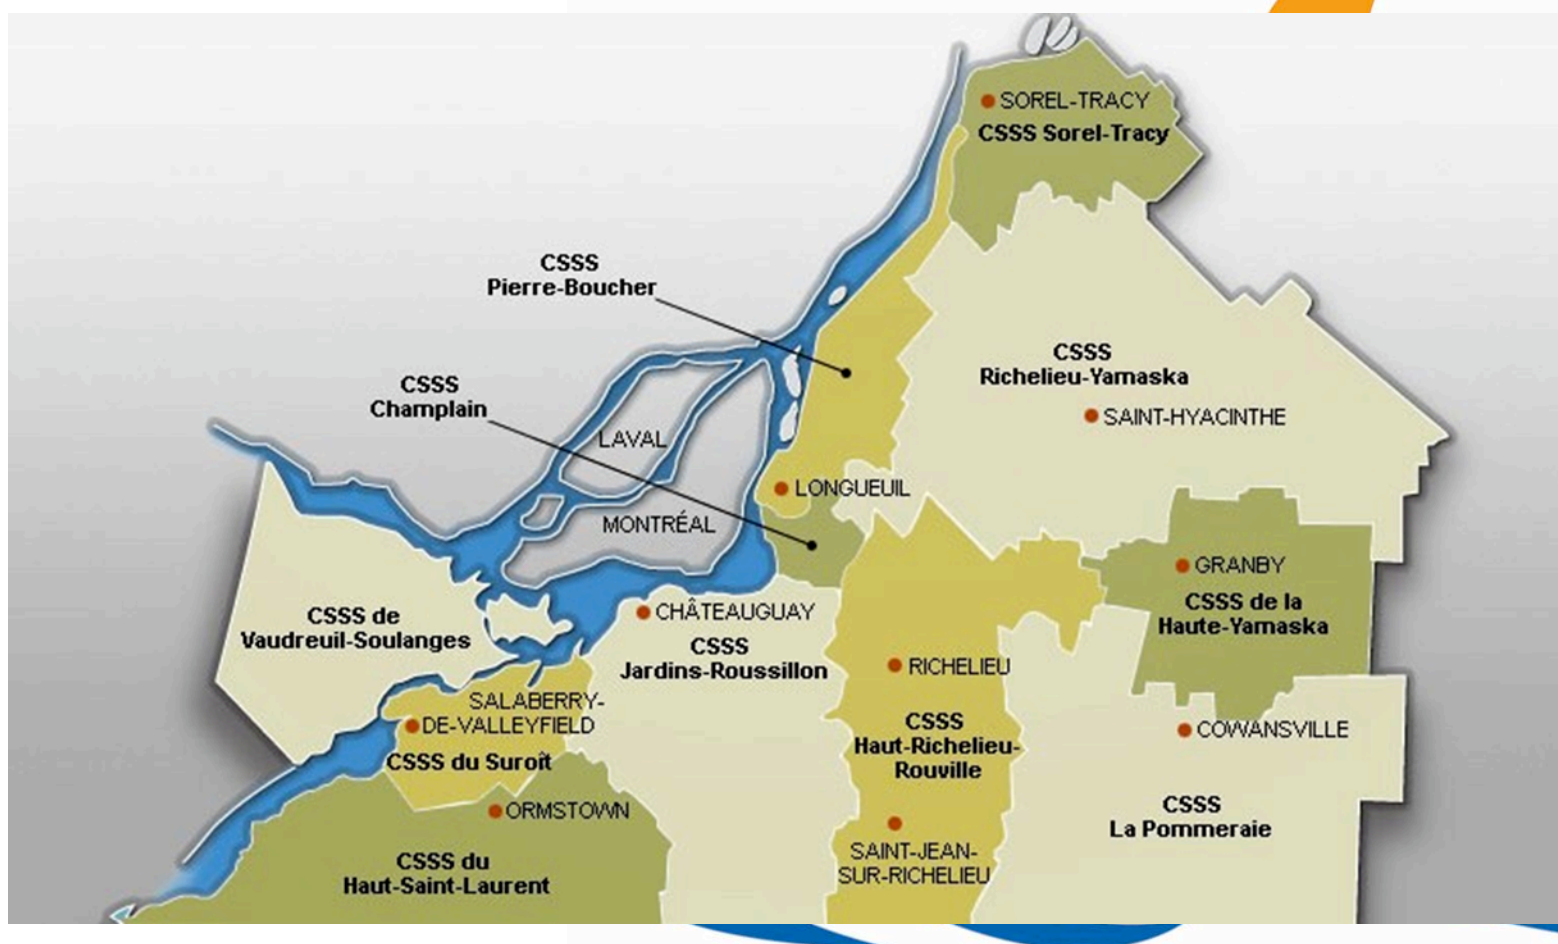 SOREL-TRACY
CSSS Sorel-Tracy
CSSS
Pierre-Boucher
CSSS
Richelieu-Yamaska
SAINT-HYACINTHE
CSSS
Champlain
LAVAL
LONGUEUIL
MONTRÉAL
GRANBY
CSSS de la
Haute-Yamaska
CSSS de
Vaudreuil-Soulanges
CHÂTEAUGUAY
CSSS
Jardins-Roussillon
RICHELIEU
CSSS
Haut-Richelieu-
Rouville
SALABERRY-
DE-VALLEYFIELD
CSSS du Suroît
COWANSVILLE
CSSS
La Pommeraie
ORMSTOWN
CSSS du
Haut-Saint-Laurent
SAINT-JEAN-
SUR-RICHELIEU